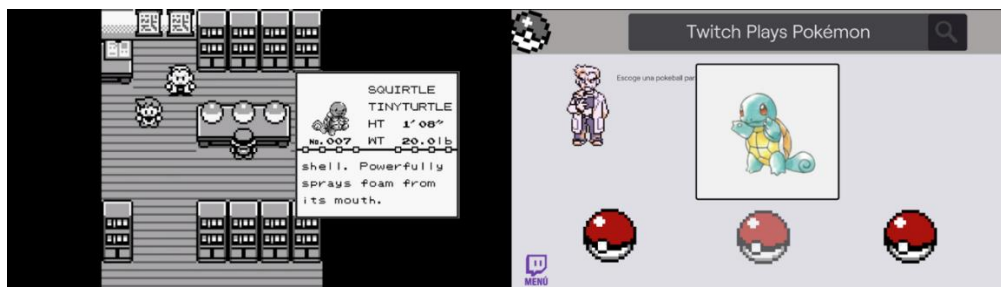 SQUIRTLE
TINYTURTLE
HT 1'08"
No.007 WT 20.0lb
shell. Powerfully
sprays foam from
its mouth.
Twitch Plays Pokémon
Escoge una pokeball par
MENÚ